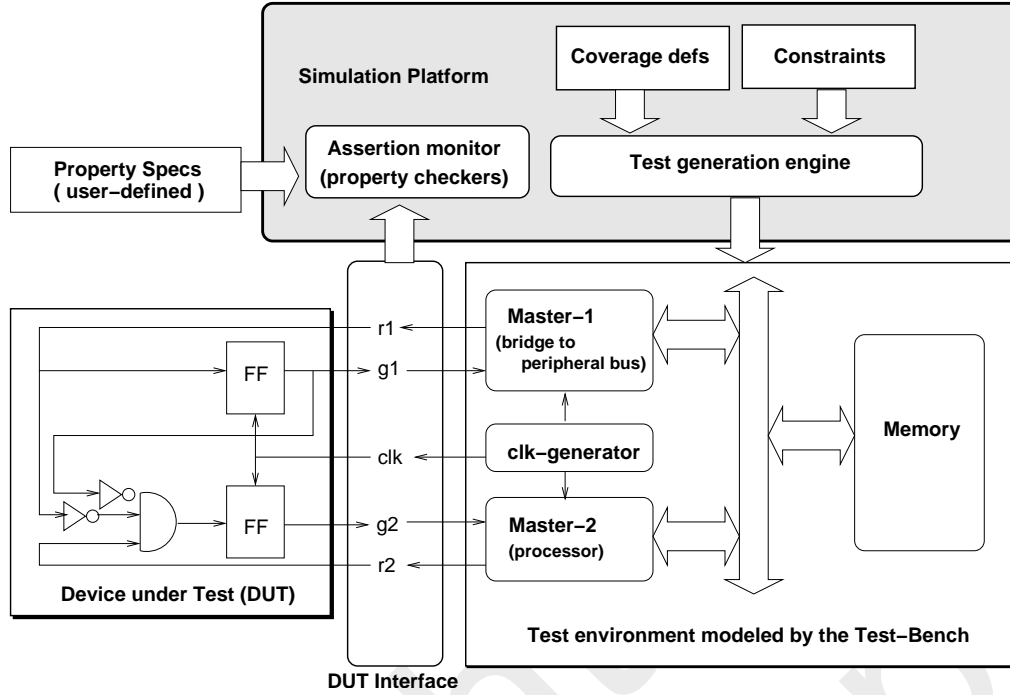 Coverage defs
Constraints
Simulation Platform
Assertion monitor
(property checkers)
Test generation engine
Property Specs
( user−defined )
r1
g1
clk
g2
r2
FF
FF
Device under Test (DUT)
DUT Interface
Master−1
(bridge to
peripheral bus)
clk−generator
Master−2
(processor)
Memory
Test environment modeled by the Test−Bench